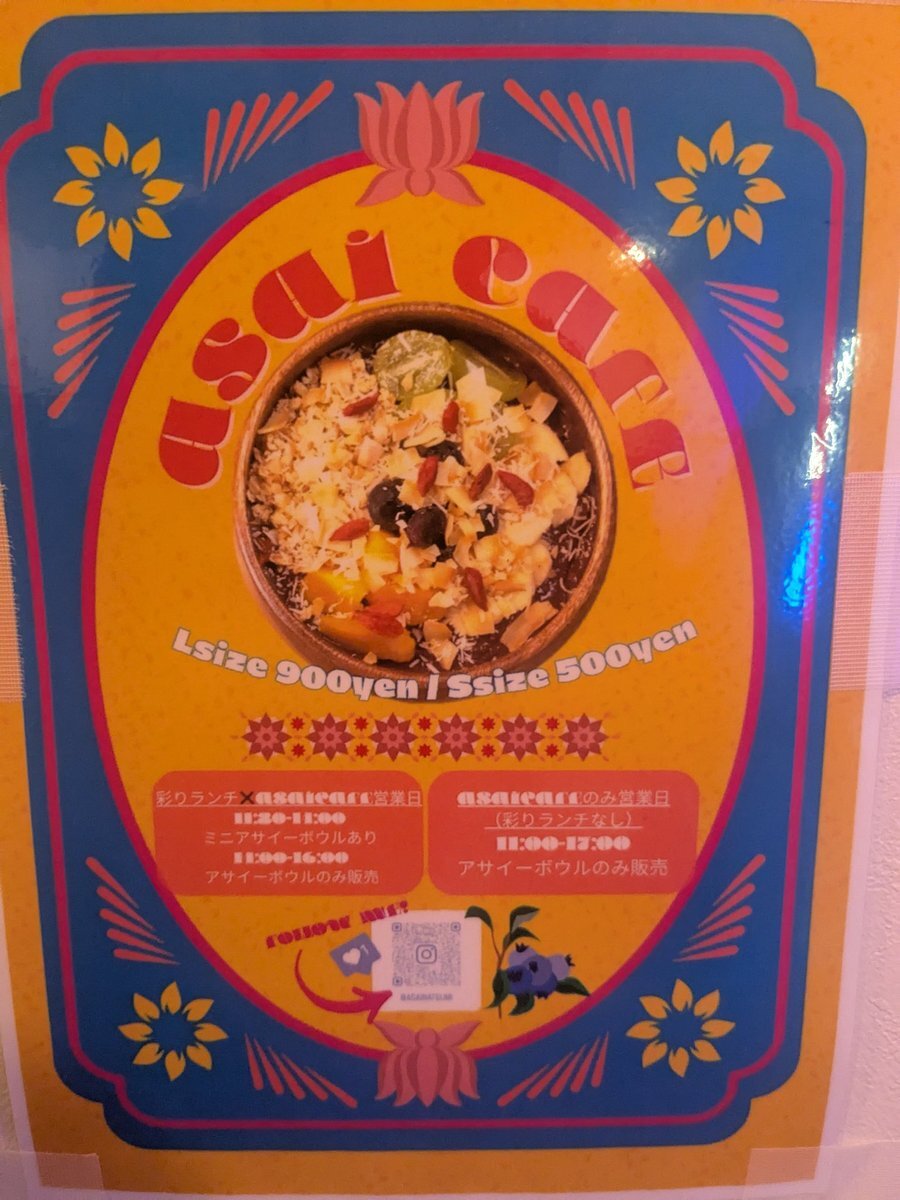 asai cafe
Lsize 900yen / Ssize 500yen
彩りランチ×asaicafe営業日
11:30-11:00
ミニアサイーボウルあり
11:00-16:00
アサイーボウルのみ販売
asaicafeのみ営業日
（彩りランチなし）
11:00-17:00
アサイーボウルのみ販売
FOLLOW ME!